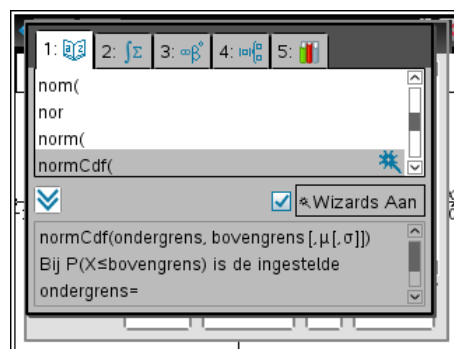 1: 2: ∫Σ 3: ∞β° 4: 5:
nom(
nor
norm(
normCdf(
Wizards Aan
normCdf(ondergrens, bovengrens [,μ[,σ]])
Bij P(X≤bovengrens) is de ingestelde
ondergrens=